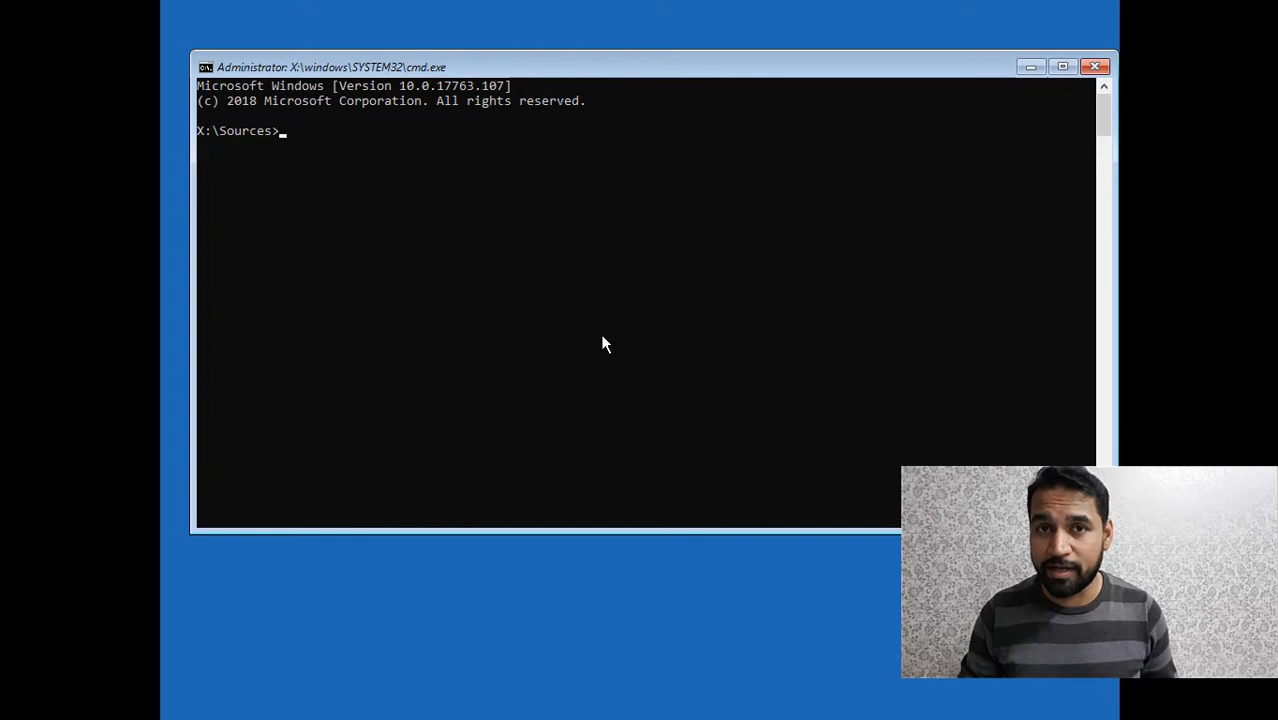 Administrator: X:\windows\SYSTEM32\cmd.exe
Microsoft Windows [Version 10.0.17763.107]
(c) 2018 Microsoft Corporation. All rights reserved.
X:\Sources>